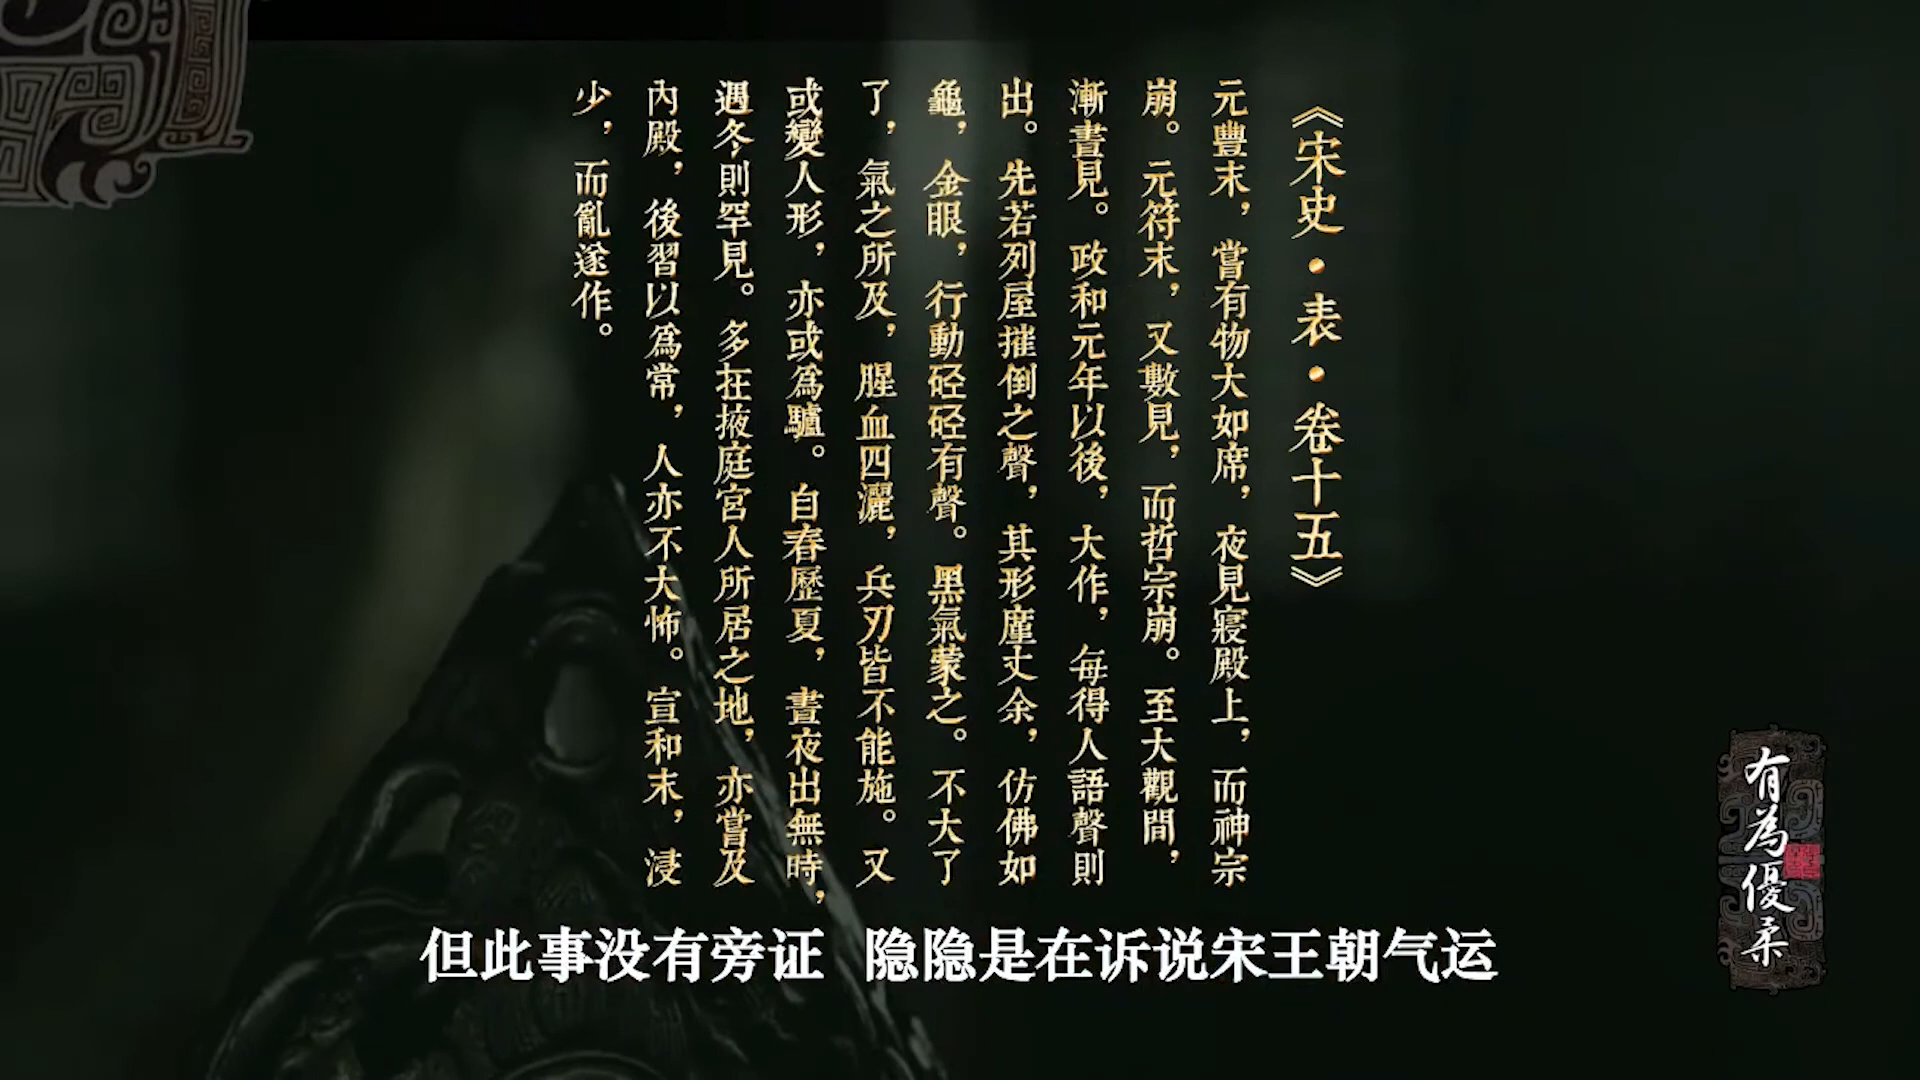 《宋史·表·卷十五》
元豐末，嘗有物大如席，夜見寢殿上，而神宗
崩。元符末，又數見，而哲宗崩。至大觀間，
漸晝見。政和元年以後，大作，每得人語聲則
出。先若列屋摧倒之聲，其形廑丈余，仿佛如
龜，金眼，行動硁硁有聲。黑氣蒙之。不大了
了，氣之所及，腥血四灑，兵刃皆不能施。又
或變人形，亦或為驢。自春歷夏，晝夜出無時，
遇冬則罕見。多在掖庭宮人所居之地，亦嘗及
內殿，後習以為常，人亦不大怖。宣和末，浸
少，而亂遂作。
但此事没有旁证 隐隐是在诉说宋王朝气运
有為優柔